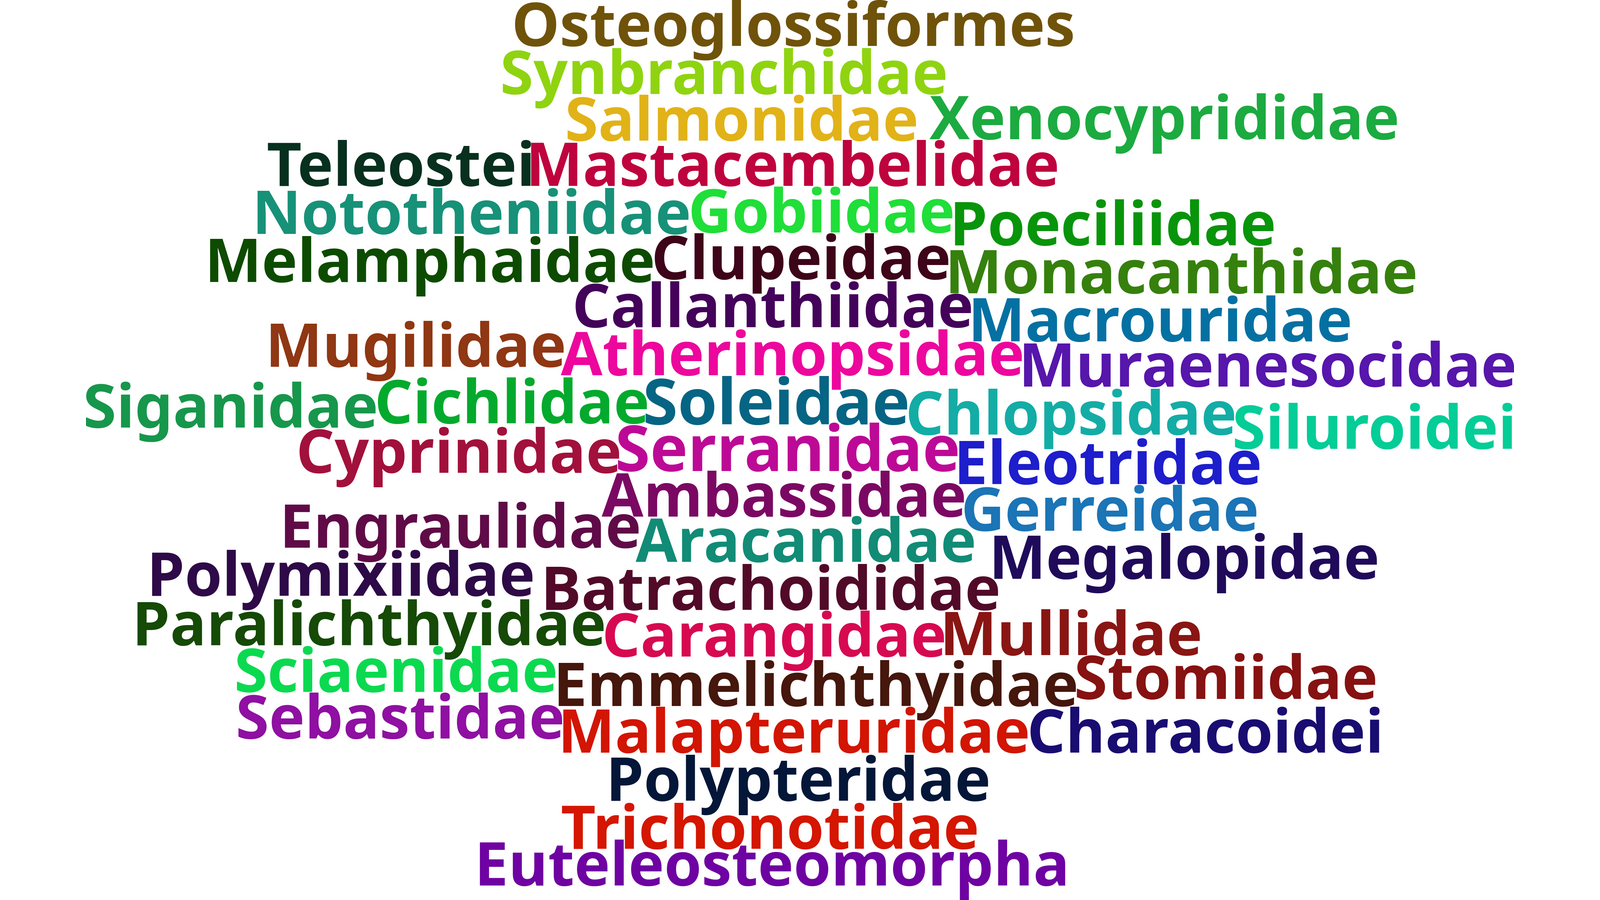 Osteoglossiformes
Synbranchidae
Salmonidae Xenocyprididae
Teleostei Mastacembelidae
Nototheniidae Gobiidae Poeciliidae
Melamphaidae Clupeidae Monacanthidae
Callanthiidae Macrouridae
Mugilidae Atherinopsidae Muraenesocidae
Siganidae Cichlidae Soleidae Chlopsidae Siluroidei
Cyprinidae Serranidae Eleotridae
Ambassidae Gerreidae
Engraulidae Aracanidae Megalopidae
Polymixiidae Batrachoididae
Paralichthyidae Carangidae Mullidae
Sciaenidae Emmelichthyidae Stomiidae
Sebastidae Malapteruridae Characoidei
Polypteridae
Trichonotidae
Euteleosteomorpha